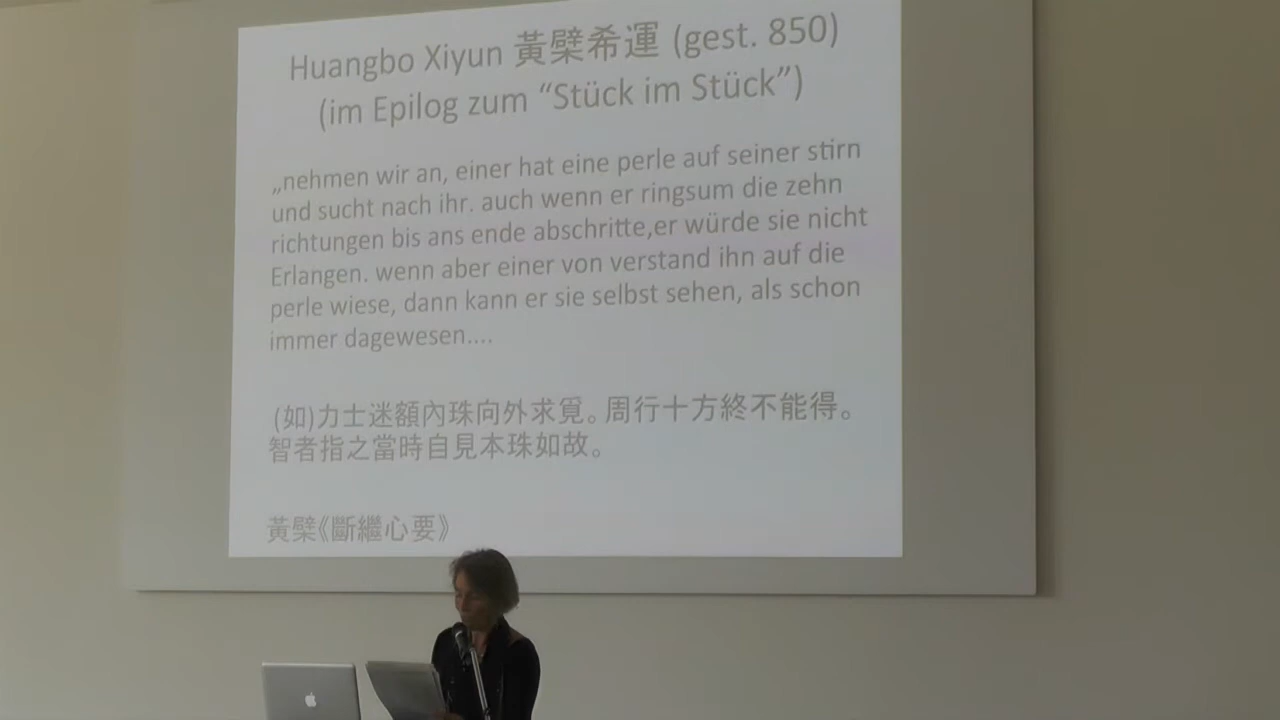 Huangbo Xiyun 黃檗希運 (gest. 850)
(im Epilog zum “Stück im Stück”)
„nehmen wir an, einer hat eine perle auf seiner stirn
und sucht nach ihr. auch wenn er ringsum die zehn
richtungen bis ans ende abschritte,er würde sie nicht
Erlangen. wenn aber einer von verstand ihn auf die
perle wiese, dann kann er sie selbst sehen, als schon
immer dagewesen....
(如)力士迷額內珠向外求覓。周行十方終不能得。
智者指之當時自見本珠如故。
黃檗《斷繼心要》